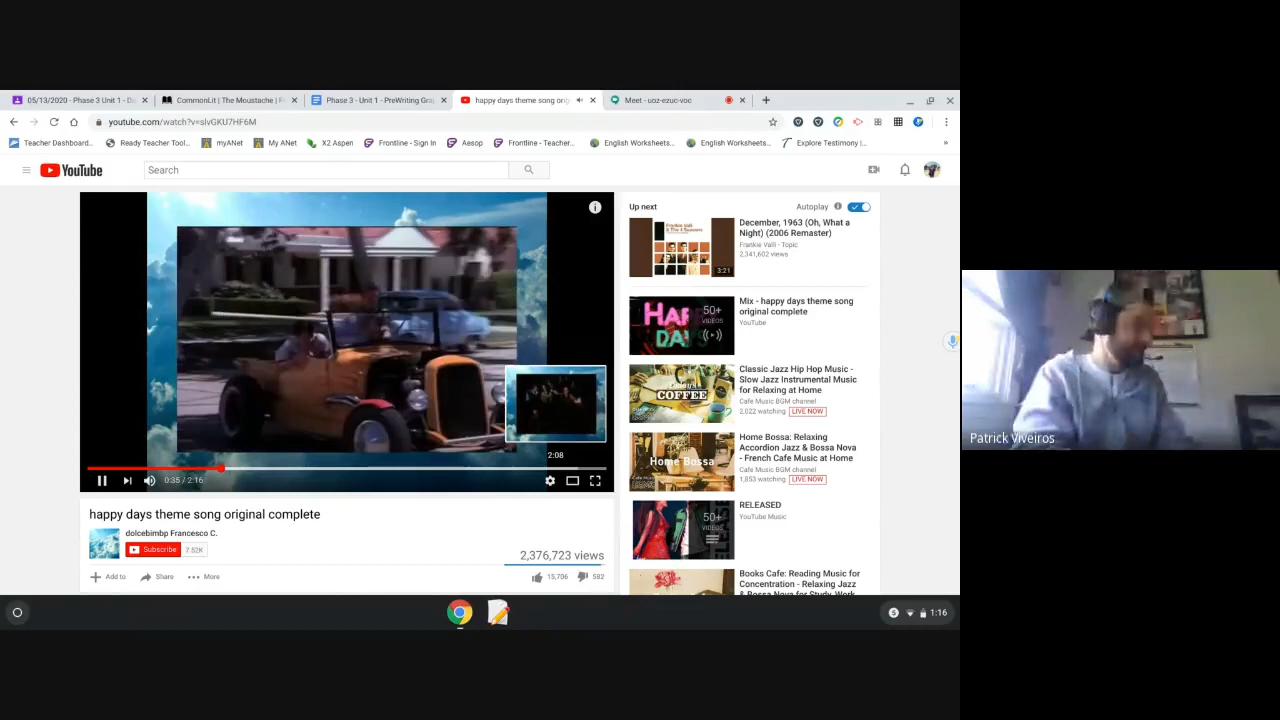 05/13/2020 - Phase 3 Unit 1 - D
CommonLit | The Moustache |
Phase 3 - Unit 1 - PreWriting Gra
happy days theme song orig
Meet - uoz-ezuc-voc
youtube.com/watch?v=slvGKU7HF6M
Teacher Dashboard...
Ready Teacher Tool...
myANet
My ANet
X2 Aspen
Frontline - Sign In
Aesop
Frontline - Teacher...
English Worksheets...
English Worksheets...
Explore Testimony |...
»
YouTube
Search
Up next
Autoplay
December, 1963 (Oh, What a
Night) (2006 Remaster)
Frankie Valli - Topic
2,341,602 views
3:21
Mix - happy days theme song
original complete
YouTube
50+
VIDEOS
HAP
DA
Classic Jazz Hip Hop Music -
Slow Jazz Instrumental Music
for Relaxing at Home
Cafe Music BGM channel
2,022 watching LIVE NOW
COFFEE
Home Bossa: Relaxing
Accordion Jazz & Bossa Nova
- French Cafe Music at Home
Cafe Music BGM channel
1,853 watching LIVE NOW
Home Bossa
RELEASED
YouTube Music
50+
VIDEOS
Books Cafe: Reading Music for
Concentration - Relaxing Jazz
& Bossa Nova for Study, Work
2:08
0:35 / 2:16
happy days theme song original complete
dolcebimbp Francesco C.
Subscribe 7.52K
2,376,723 views
Add to
Share
More
15,706
582
Patrick Viveiros
S
1:16